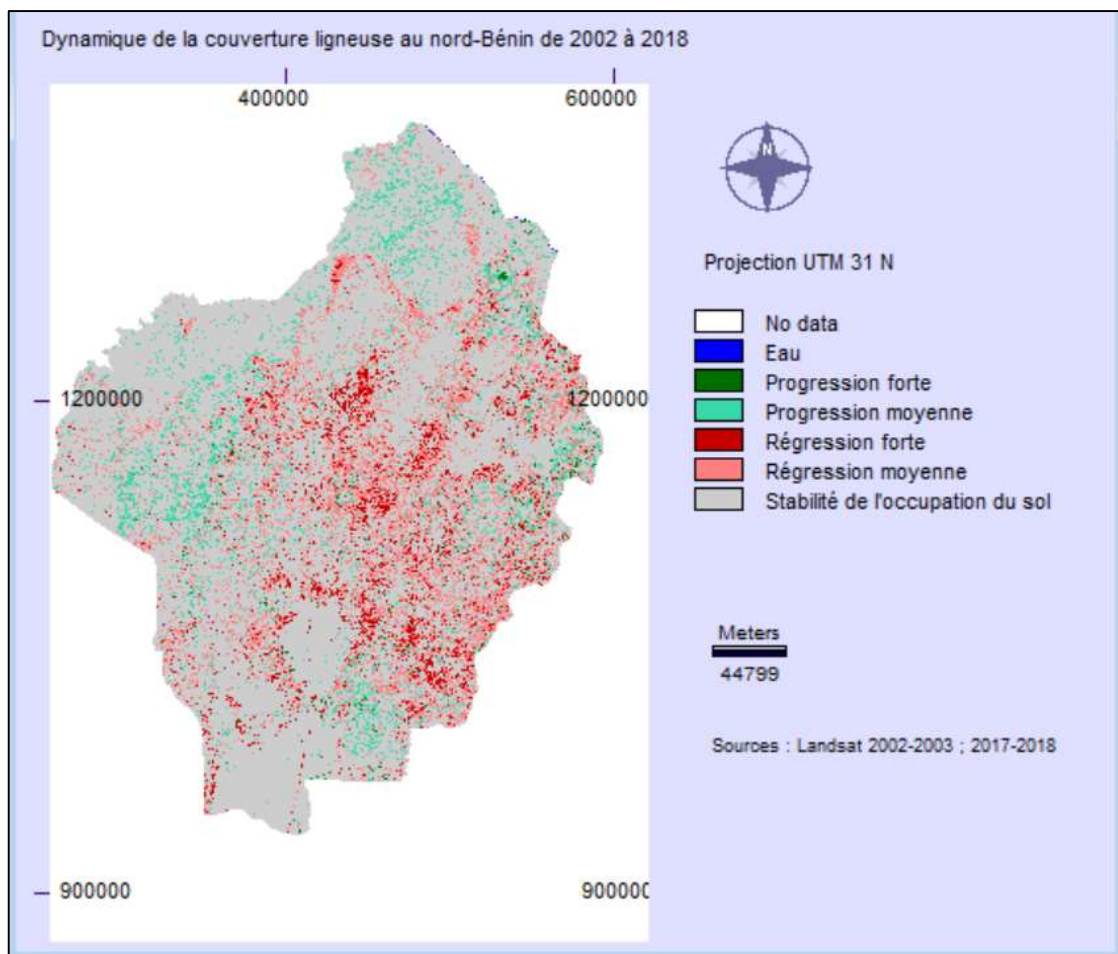 Dynamique de la couverture ligneuse au nord-Bénin de 2002 à 2018
400000
600000
N
Projection UTM 31 N
No data
Eau
Progression forte
1200000
1200000
Progression moyenne
Régression forte
Régression moyenne
Stabilité de l'occupation du sol
Meters
44799
Sources : Landsat 2002-2003 ; 2017-2018
900000
900000